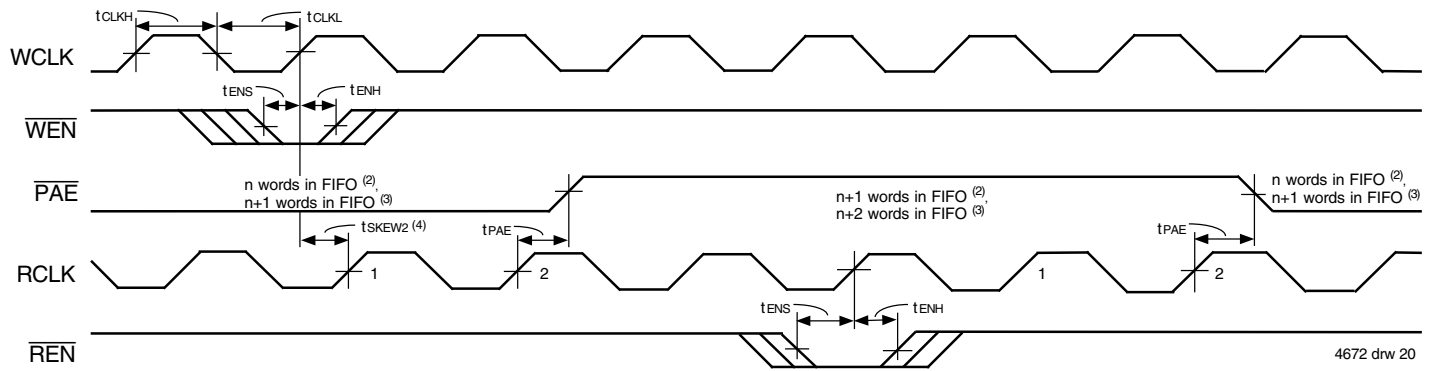 tCLKH
tCLKL
WCLK
tENS
tENH
WEN
PAE
n words in FIFO (2),
n+1 words in FIFO (3)
n+1 words in FIFO (2),
n+2 words in FIFO (3)
n words in FIFO (2),
n+1 words in FIFO (3)
tSKEW2 (4)
tPAE
tPAE
RCLK
1
2
1
2
tENS
tENH
REN
4672 drw 20